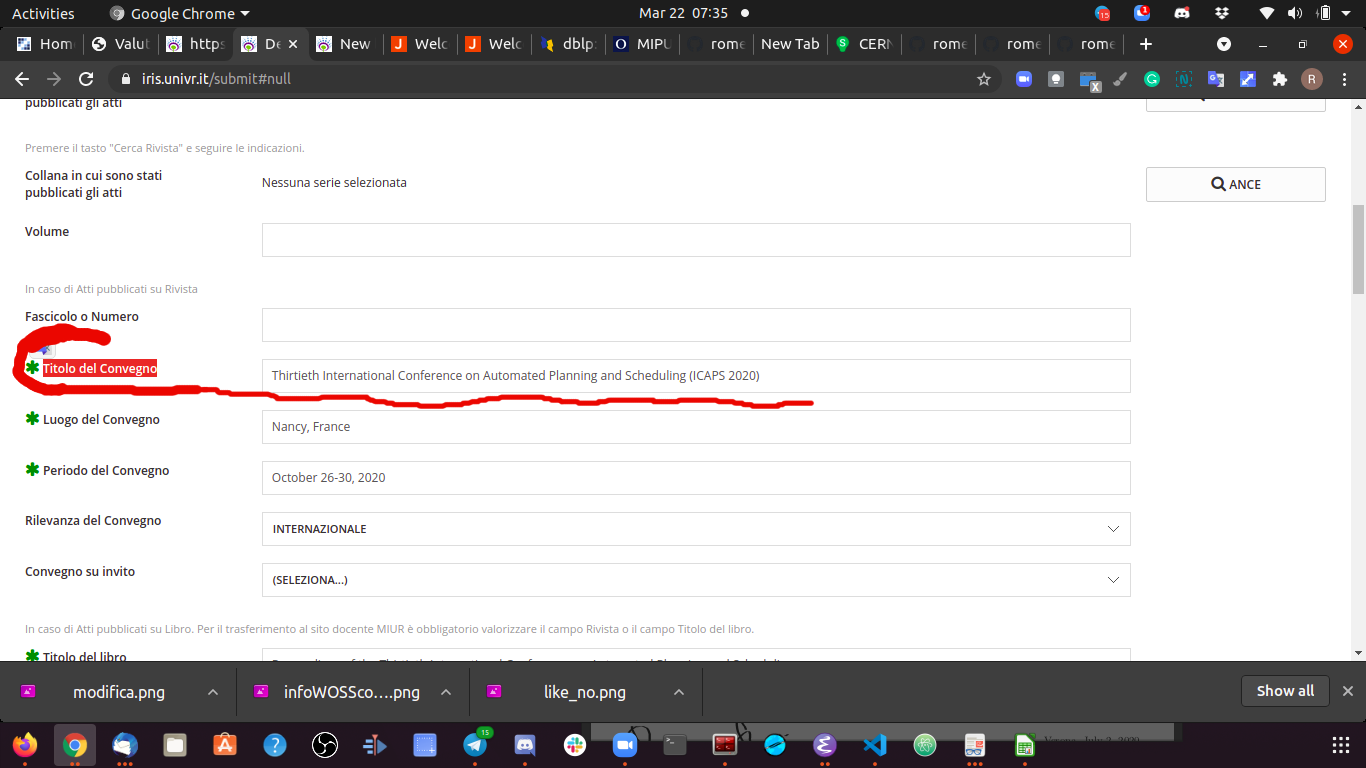 Activities
Google Chrome
Mar 22 07:35
15
1
Hom
Valut
https
De
New
Welc
Welc
dblp:
MIPU
rome
New Tab
CERN
rome
rome
rome
iris.univr.it/submit#null
R
pubblicati gli atti
Premere il tasto "Cerca Rivista" e seguire le indicazioni.
Collana in cui sono stati
pubblicati gli atti
Nessuna serie selezionata
ANCE
Volume
In caso di Atti pubblicati su Rivista
Fascicolo o Numero
✱ Titolo del Convegno
Thirtieth International Conference on Automated Planning and Scheduling (ICAPS 2020)
✱ Luogo del Convegno
Nancy, France
✱ Periodo del Convegno
October 26-30, 2020
Rilevanza del Convegno
INTERNAZIONALE
Convegno su invito
(SELEZIONA...)
In caso di Atti pubblicati su Libro. Per il trasferimento al sito docente MIUR è obbligatorio valorizzare il campo Rivista o il campo Titolo del libro.
✱ Titolo del libro
modifica.png
infoWOSSco....png
like_no.png
Show all
15